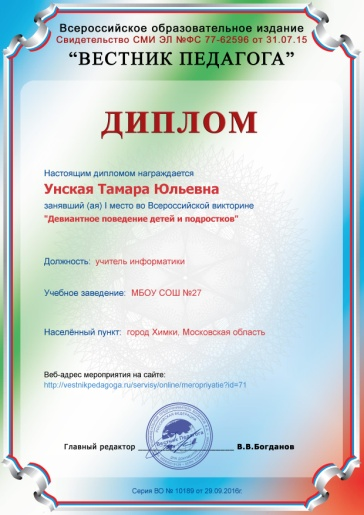 Всероссийское образовательное издание
Свидетельство СМИ ЭЛ №ФС 77-62596 от 31.07.15
“ВЕСТНИК ПЕДАГОГА”
ДИПЛОМ
Настоящим дипломом награждается
Унская Тамара Юльевна
занявший (ая) I место во Всероссийской викторине
"Девиантное поведение детей и подростков"
Должность: учитель информатики
Учебное заведение: МБОУ СОШ №27
Населённый пункт: город Химки, Московская область
Веб-адрес мероприятия на сайте:
http://vestnikpedagoga.ru/servisy/online/meropriyatie?id=71
Вестник Педагога
Главный редактор В.В.Богданов
Серия ВО № 10189 от 29.09.2016г.